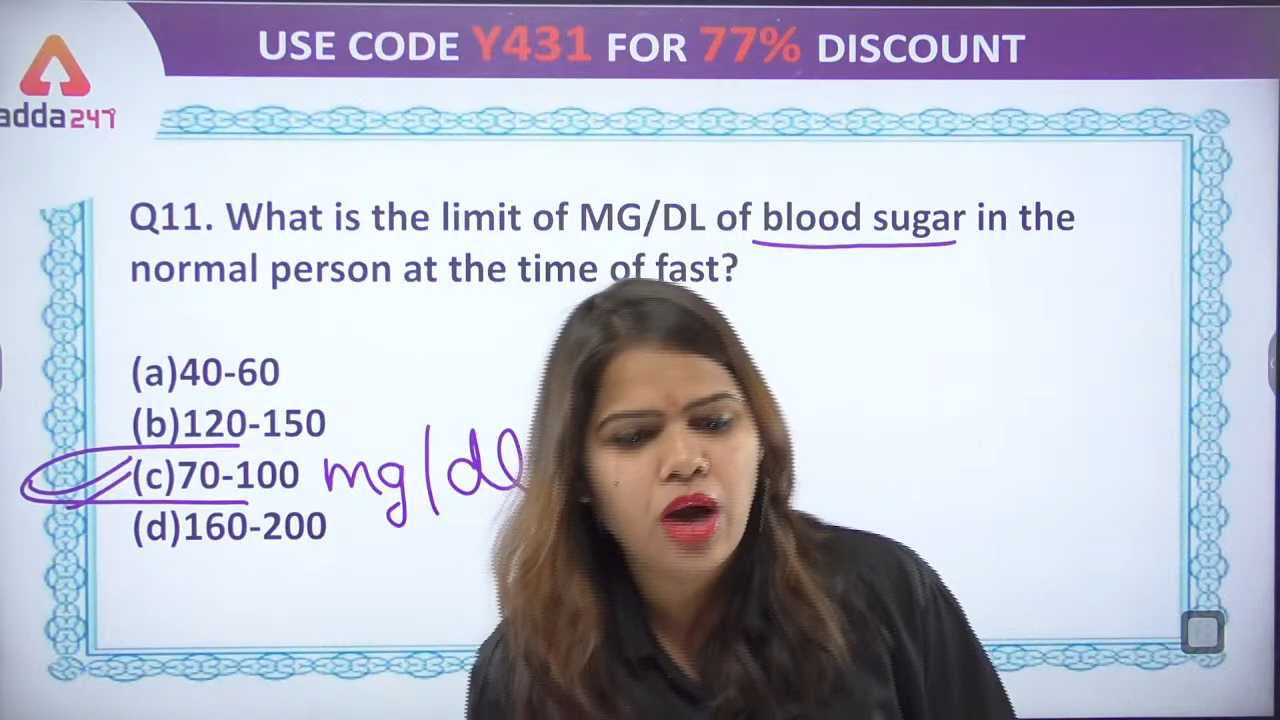 USE CODE Y431 FOR 77% DISCOUNT
adda247
Q11. What is the limit of MG/DL of blood sugar in the
normal person at the time of fast?
(a)40-60
(b)120-150
(c)70-100 mg/dl
(d)160-200